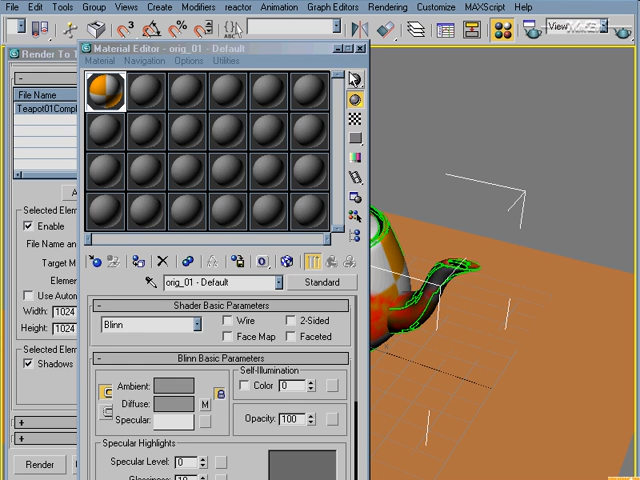 File Edit Tools Group Views Create Modifiers reactor Animation Graph Editors Rendering Customize MAXScript Help
View
Render To T
Material Editor - orig_01 - Default
Material Navigation Options Utilities
File Name
Teapot01Compl
Selected Elem
Enable
File Name an
Target M
Elemen
Use Autom
Width: 1024
Height: 1024
Selected Elem
Shadows
Render
orig_01 - Default
Standard
Shader Basic Parameters
Blinn
Wire
2-Sided
Face Map
Faceted
Blinn Basic Parameters
Self-Illumination
Ambient:
Color 0
Diffuse:
M
Specular:
Opacity: 100
Specular Highlights
Specular Level: 0
Glossiness: 10